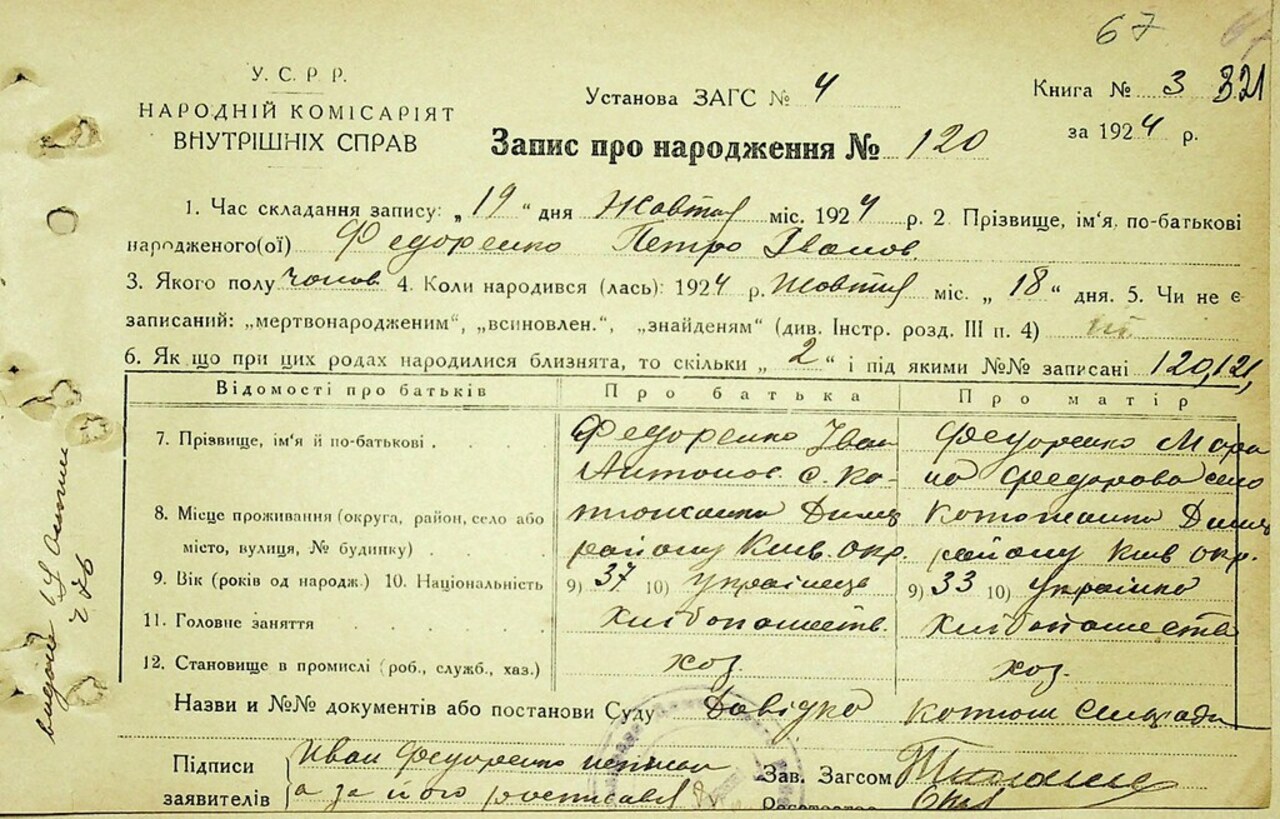 67
У.С.Р.Р.
НАРОДНІЙ КОМІСАРІЯТ
ВНУТРІШНІХ СПРАВ
Установа ЗАГС № 4
Книга № 3 321
за 1924 р.
Запис про народження № 120
1. Час складання запису: „ 19 “ дня Жовтня міс. 1924 р. 2. Прізвище, ім'я, по-батькові
народженого(ої) Федоренко Петро Іванов.
3. Якого полу чолов. 4. Коли народився (лась): 1924 р. Жовтня міс. „ 18 “ дня. 5. Чи не є
записаний: „мертвонародженим“, „всиновлен.“, „знайденям“ (див. Інстр. розд. III п. 4) ні
6. Як що при цих родах народилися близнята, то скільки „ 2 “ і під якими №№ записані 120,121,
Відомості про батьків Про батька Про матір
7. Прізвище, ім'я й по-батькові Федоренко Іван Федоренко
Антонов. с. Ка- Федорова село
8. Місце проживання (округа, район, село або
місто, вулиця, № будинку) району Київ. окр. району Київ окр.
9. Вік (років од народж.) 10. Національність 9) 37 10) українець 9) 33 10) українка
11. Головне заняття Хлібопашеств. Хлібопашеств
12. Становище в промислі (роб., служб., хаз.) хоз. хоз.
Назви и №№ документів або постанови Суду Довідка Котюж Сільради
Підписи Иван Федоренко неписьм Зав. Загсом
заявителів а за його росписався